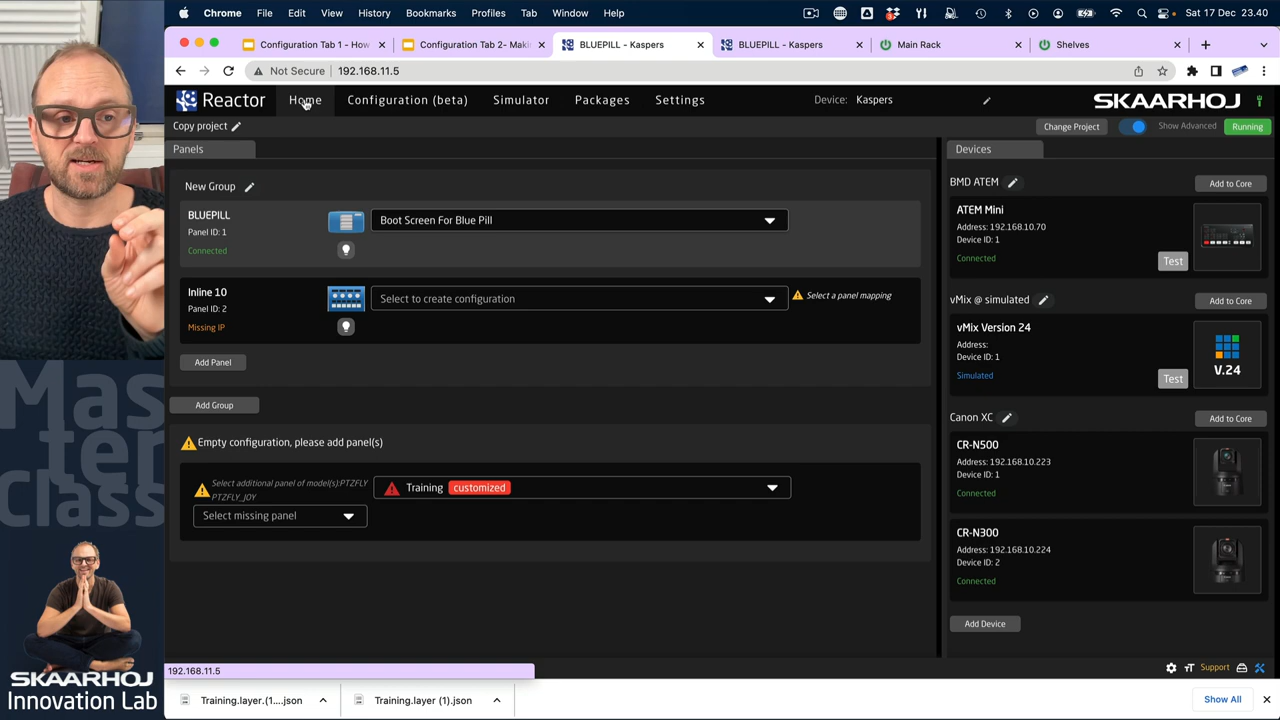 Chrome File Edit View History Bookmarks Profiles Tab Window Help Sat 17 Dec 23.40
Configuration Tab 1 - How
Configuration Tab 2- Maki
BLUEPILL - Kaspers
BLUEPILL - Kaspers
Main Rack
Shelves
Not Secure 192.168.11.5
Reactor Home Configuration (beta) Simulator Packages Settings Device: Kaspers SKAARHOJ
Copy project Change Project Show Advanced Running
Panels
New Group
BLUEPILL
Panel ID: 1
Connected
Boot Screen For Blue Pill
Inline 10
Panel ID: 2
Missing IP
Select to create configuration
Select a panel mapping
Add Panel
Add Group
Empty configuration, please add panel(s)
Select additional panel of model(s):PTZFLY
PTZFLY_JOY
Select missing panel
Training customized
Devices
BMD ATEM Add to Core
ATEM Mini
Address: 192.168.10.70
Device ID: 1
Connected
Test
vMix @ simulated Add to Core
vMix Version 24
Address:
Device ID: 1
Simulated
Test
V.24
Canon XC Add to Core
CR-N500
Address: 192.168.10.223
Device ID: 1
Connected
CR-N300
Address: 192.168.10.224
Device ID: 2
Connected
Add Device
Support
192.168.11.5
Training.layer.(1....json
Training.layer (1).json
Show All
Mas
ter
Class
SKAARHOJ
Innovation Lab